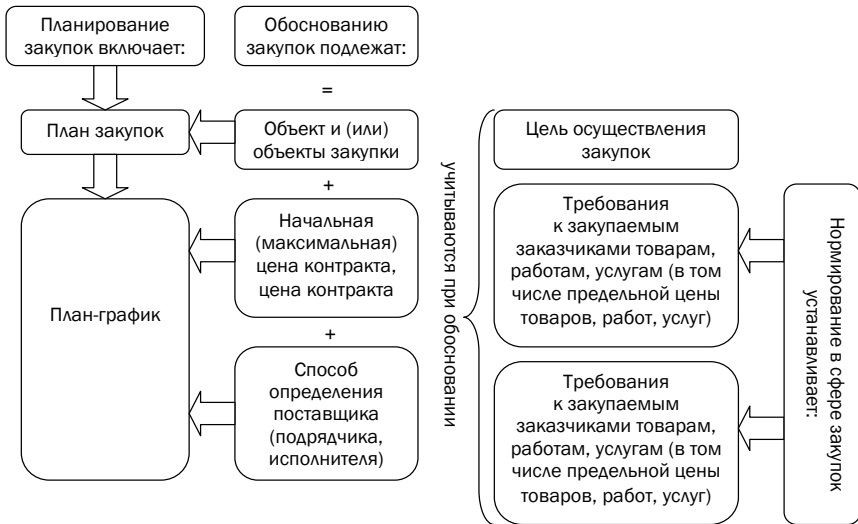 Планирование
закупок включает:
Обоснованию
закупок подлежат:
=
План закупок
Объект и (или)
объекты закупки
+
План-график
Начальная
(максимальная)
цена контракта,
цена контракта
+
Способ
определения
поставщика
(подрядчика,
исполнителя)
учитываются при обосновании
Цель осуществления
закупок
Требования
к закупаемым
заказчиками товарам,
работам, услугам (в том
числе предельной цены
товаров, работ, услуг)
Требования
к закупаемым
заказчиками товарам,
работам, услугам (в том
числе предельной цены
товаров, работ, услуг)
Нормирование в сфере закупок
устанавливает: